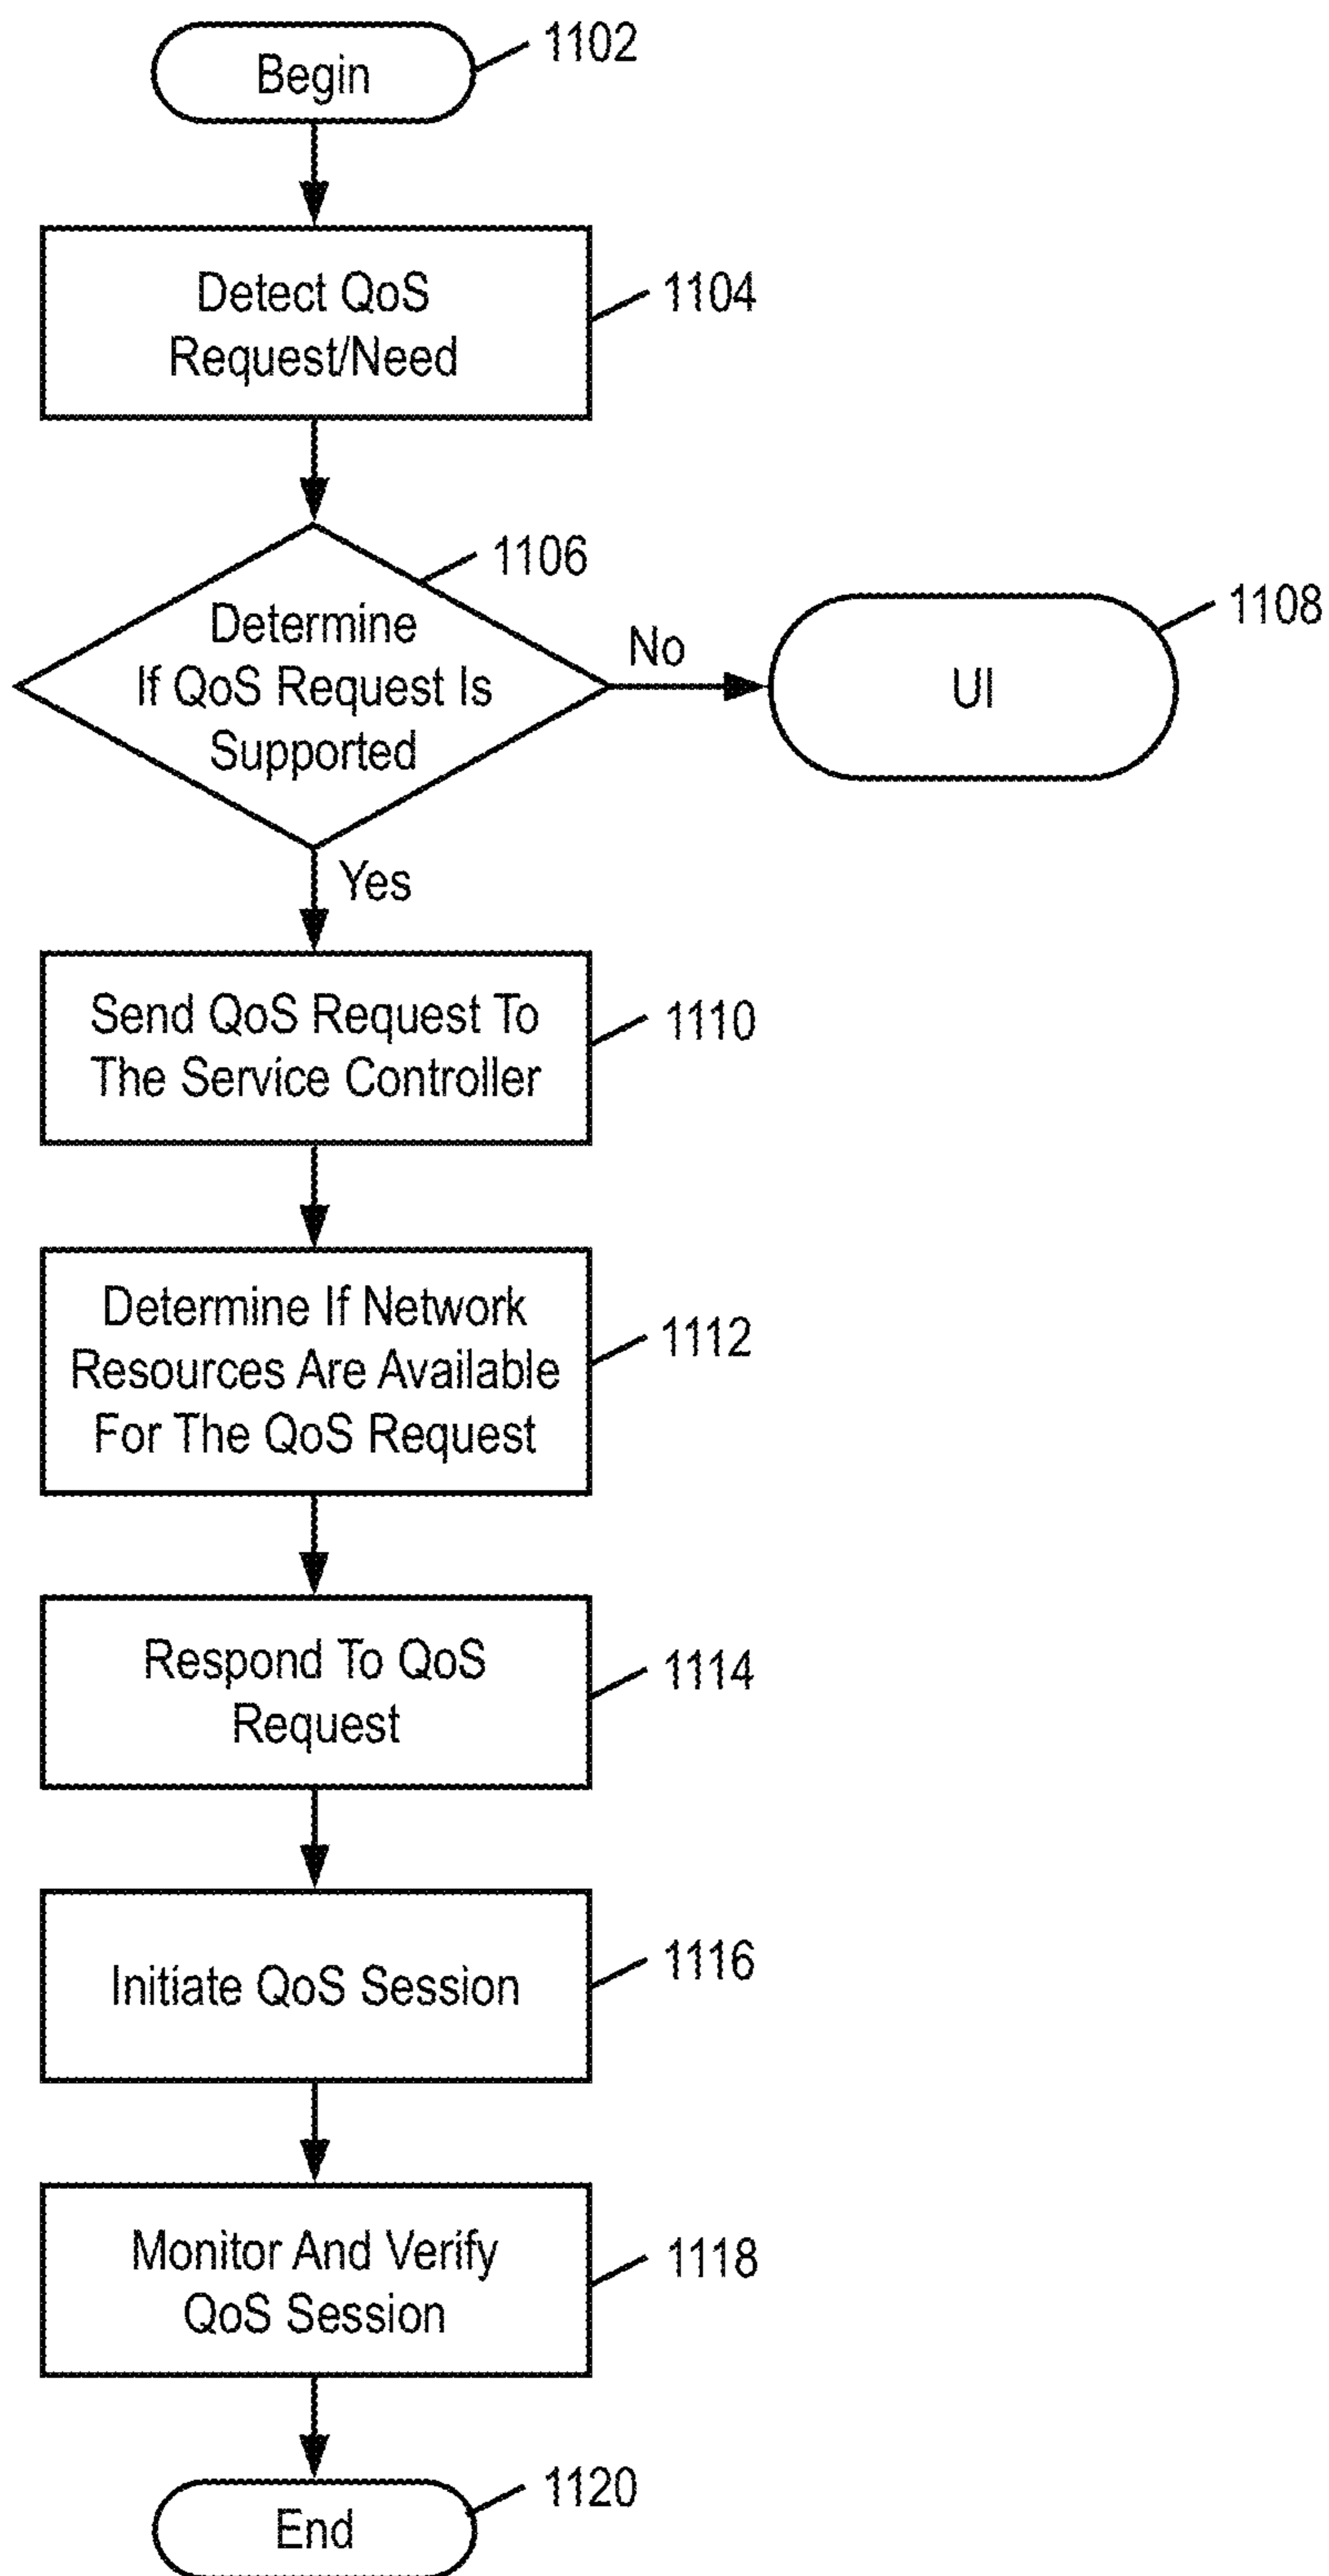 Begin
1102
Detect QoS
Request/Need
1104
1106
Determine
If QoS Request Is
Supported
No
1108
UI
Yes
Send QoS Request To
The Service Controller
1110
Determine If Network
Resources Are Available
For The QoS Request
1112
Respond To QoS
Request
1114
Initiate QoS Session
1116
Monitor And Verify
QoS Session
1118
End
1120